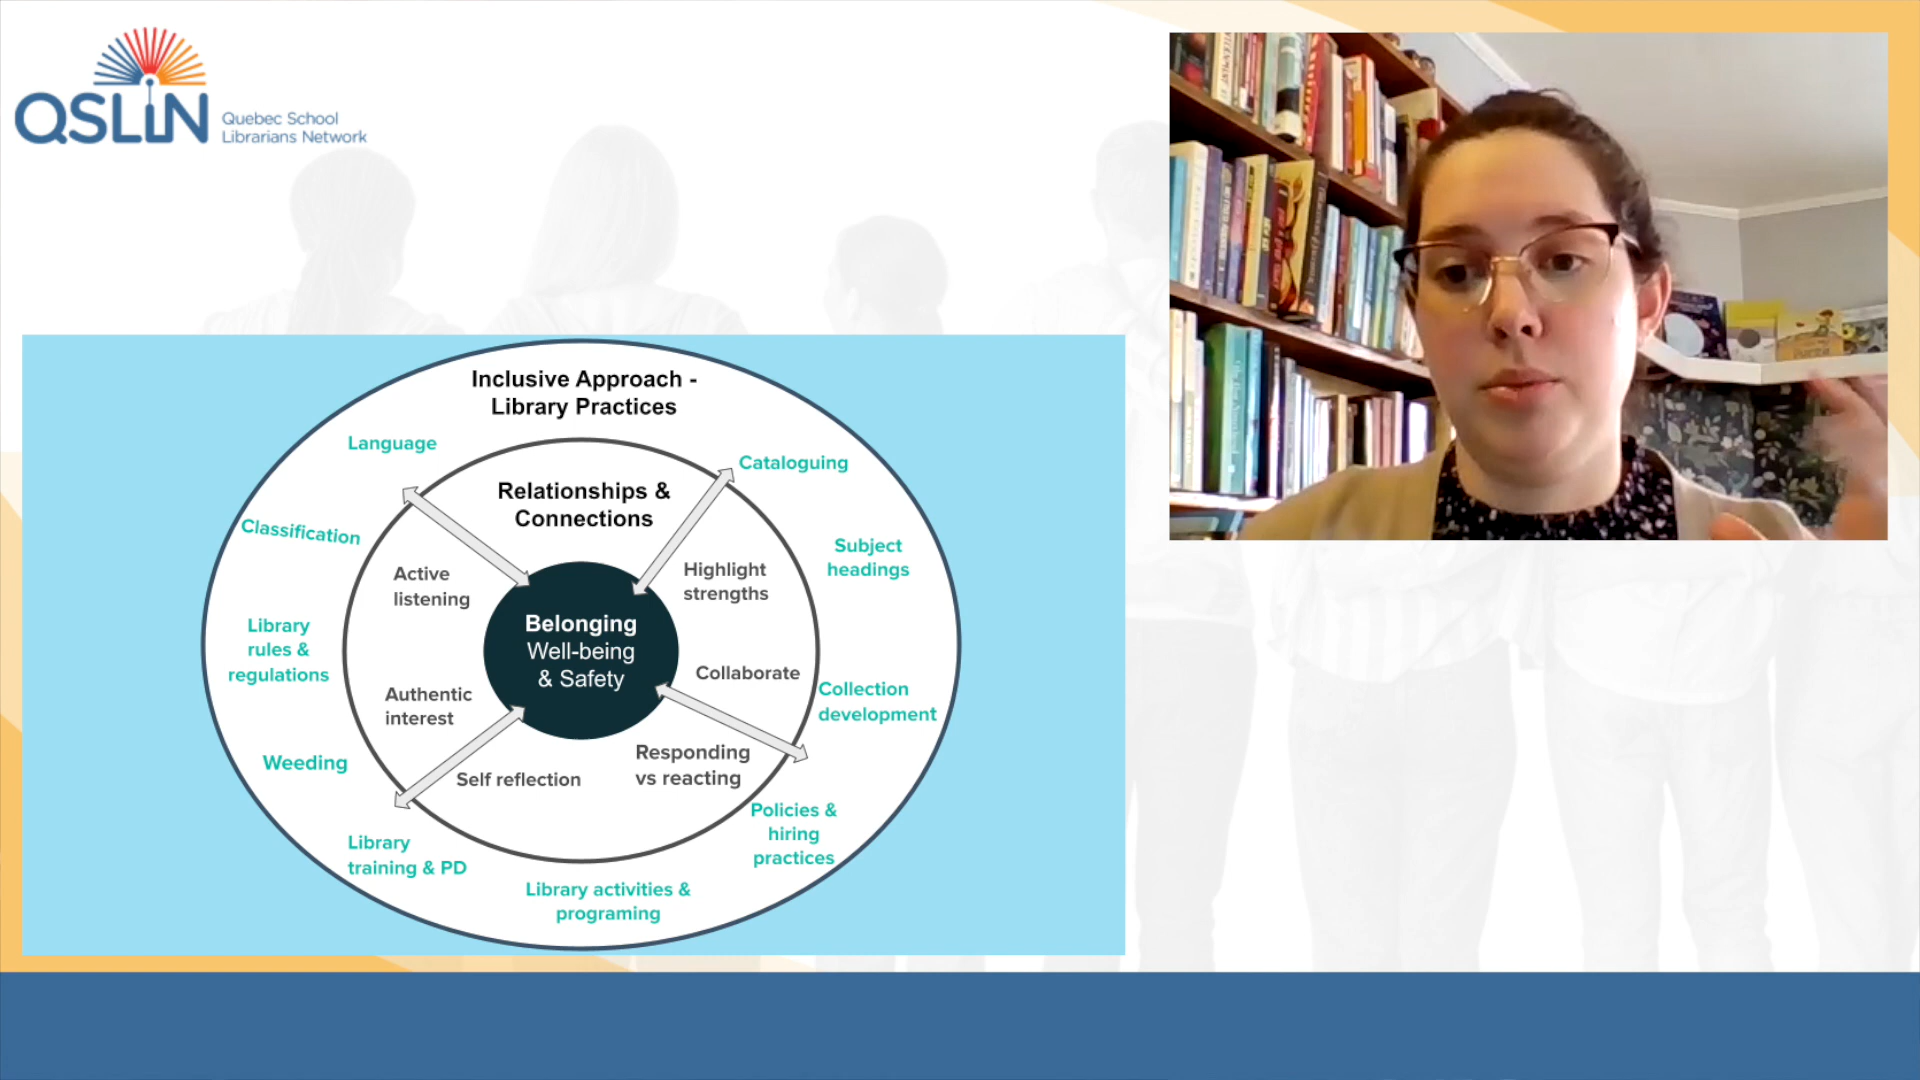 QSLiN
Quebec School
Librarians Network
Inclusive Approach -
Library Practices
Language
Cataloguing
Classification
Subject
headings
Library
rules &
regulations
Collection
development
Weeding
Policies &
hiring
practices
Library
training & PD
Library activities &
programing
Relationships &
Connections
Active
listening
Highlight
strengths
Authentic
interest
Collaborate
Self reflection
Responding
vs reacting
Belonging
Well-being
& Safety